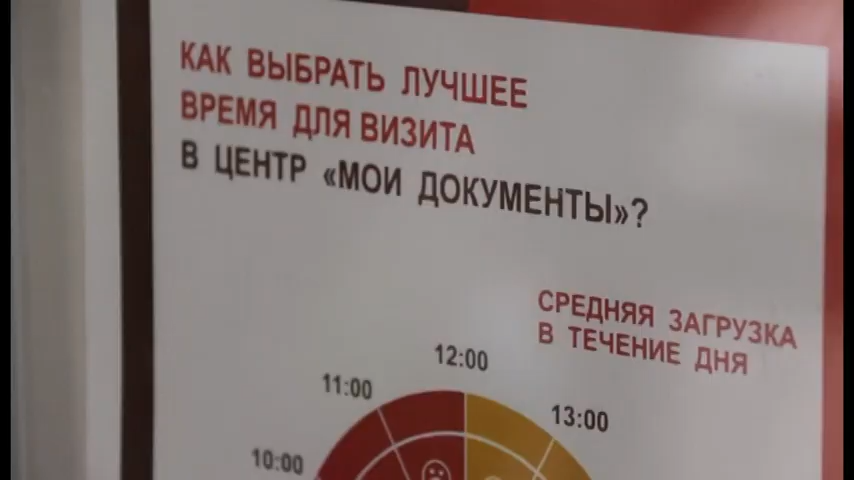 КАК ВЫБРАТЬ ЛУЧШЕЕ
ВРЕМЯ ДЛЯ ВИЗИТА
В ЦЕНТР «МОИ ДОКУМЕНТЫ»?
СРЕДНЯЯ ЗАГРУЗКА
В ТЕЧЕНИЕ ДНЯ
12:00
11:00
13:00
10:00